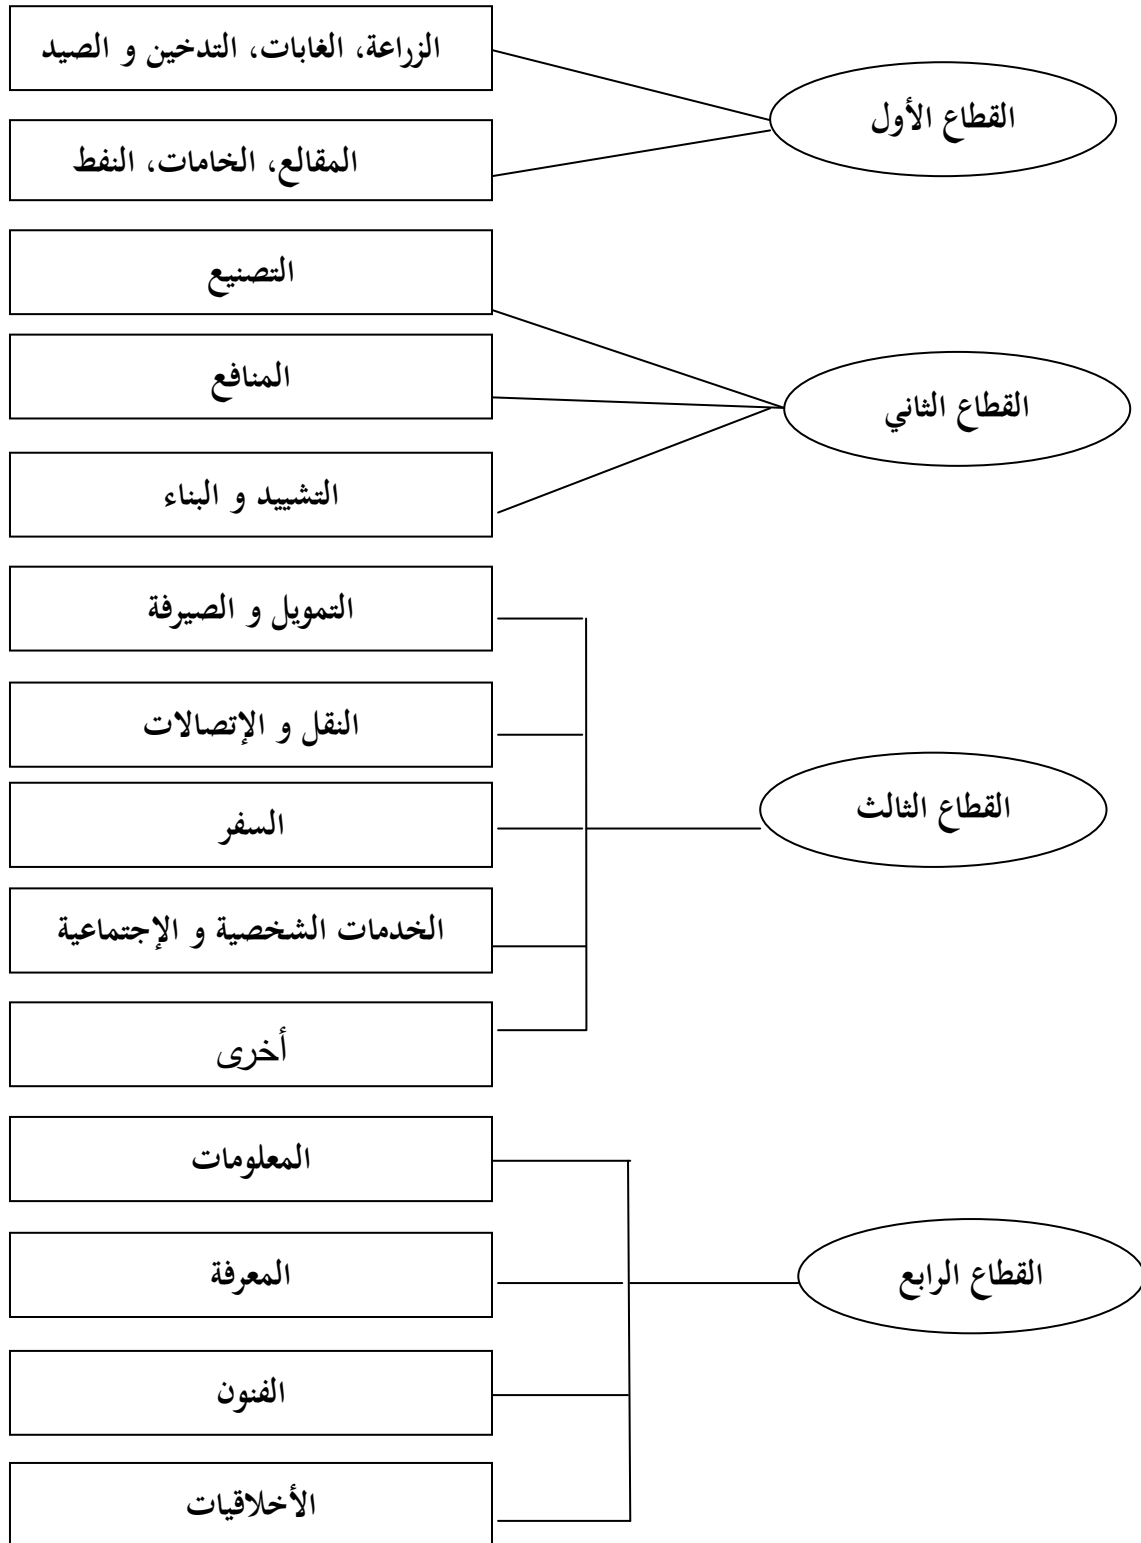 القطاع الأول
الزراعة، الغابات، التدخين و الصيد
المقالع، الخامات، النفط
القطاع الثاني
التصنيع
المنافع
التشييد و البناء
القطاع الثالث
التمويل و الصيرفة
النقل و الإتصالات
السفر
الخدمات الشخصية و الإجتماعية
أخرى
القطاع الرابع
المعلومات
المعرفة
الفنون
الأخلاقيات